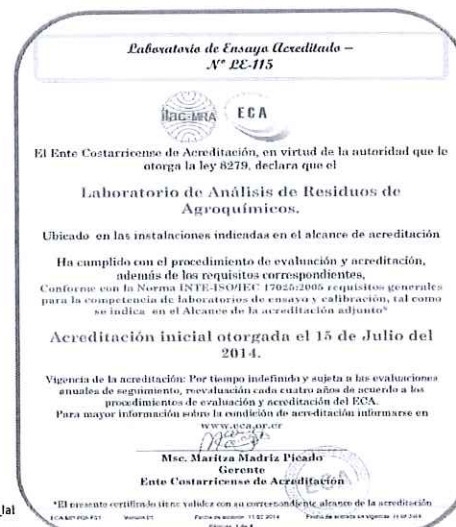 Laboratorio de Ensayo Acreditado –
N° LE-115
ilac-MRA
ECA
El Ente Costarricense de Acreditación, en virtud de la autoridad que le
otorga la ley 8279, declara que el
Laboratorio de Análisis de Residuos de
Agroquímicos.
Ubicado en las instalaciones indicadas en el alcance de acreditación
Ha cumplido con el procedimiento de evaluación y acreditación,
además de los requisitos correspondientes,
Conforme con la Norma INTE-ISO/IEC 17025:2005 requisitos generales
para la competencia de laboratorios de ensayo y calibración, tal como
se indica en el Alcance de la acreditación adjunto*
Acreditación inicial otorgada el 15 de Julio del
2014.
Vigencia de la acreditación: Por tiempo indefinido y sujeta a las evaluaciones
anuales de seguimiento, reevaluación cada cuatro años de acuerdo a los
procedimientos de evaluación y acreditación del ECA.
Para mayor información sobre la condición de acreditación informarse en
www.eca.or.cr
Msc. Maritza Madriz Picado
Gerente
Ente Costarricense de Acreditación
ECA
*El presente certificado tiene validez con su correspondiente alcance de la acreditación
_lal